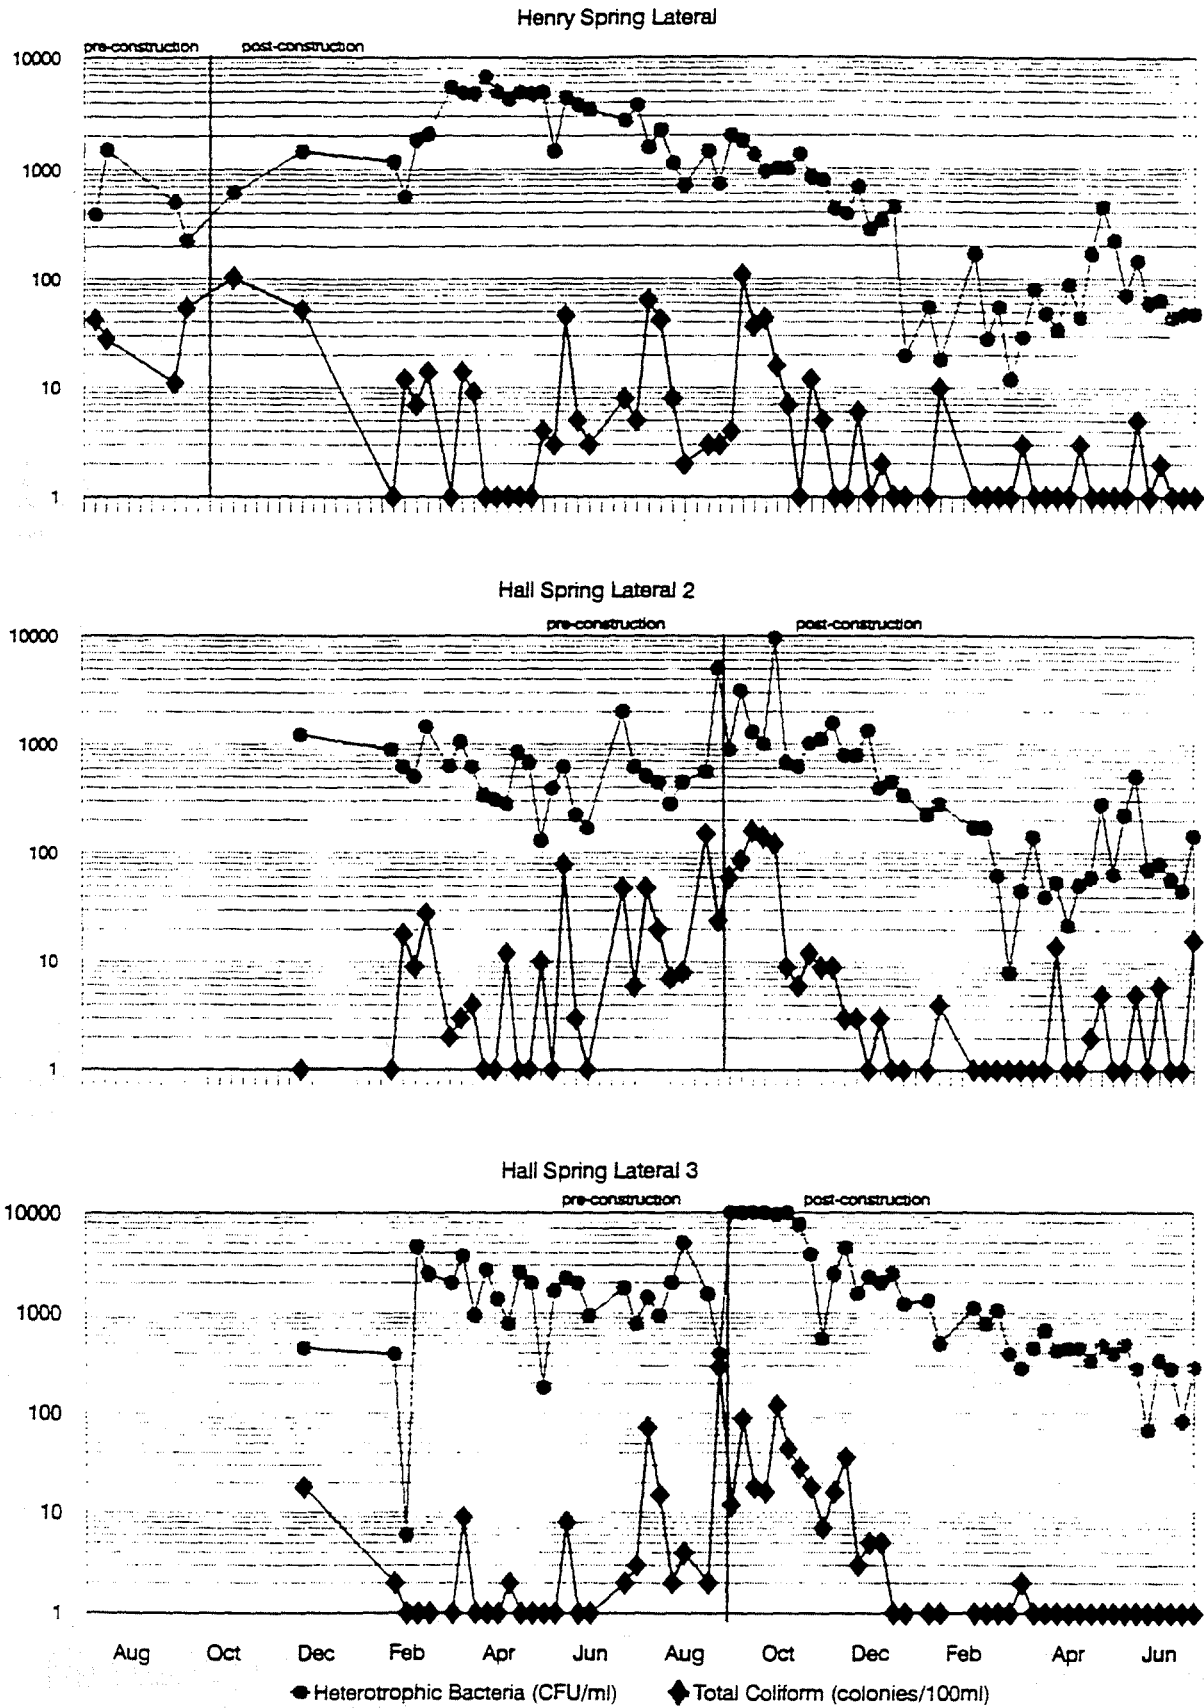 Henry Spring Lateral
pre-construction post-construction
10000
1000
100
10
1
Hall Spring Lateral 2
pre-construction post-construction
10000
1000
100
10
1
Hall Spring Lateral 3
pre-construction post-construction
10000
1000
100
10
1
Aug Oct Dec Feb Apr Jun Aug Oct Dec Feb Apr Jun
Heterotrophic Bacteria (CFU/ml) Total Coliform (colonies/100ml)